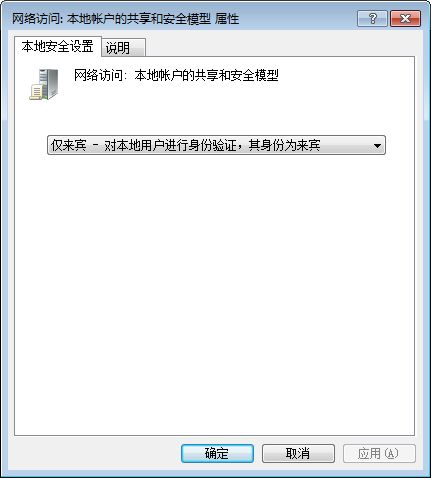 网络访问: 本地帐户的共享和安全模型 属性
本地安全设置 说明
网络访问: 本地帐户的共享和安全模型
仅来宾 - 对本地用户进行身份验证，其身份为来宾
确定 取消 应用(A)